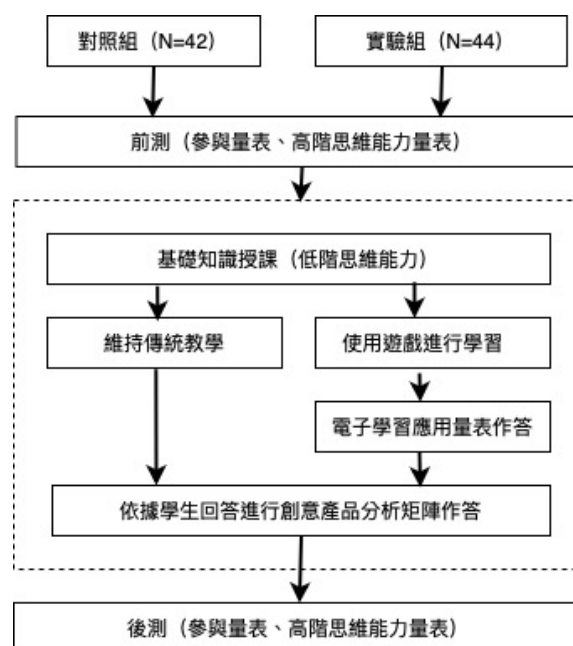 對照組（N=42）
實驗組（N=44）
前測（參與量表、高階思維能力量表）
基礎知識授課（低階思維能力）
維持傳統教學
使用遊戲進行學習
電子學習應用量表作答
依據學生回答進行創意產品分析矩陣作答
後測（參與量表、高階思維能力量表）